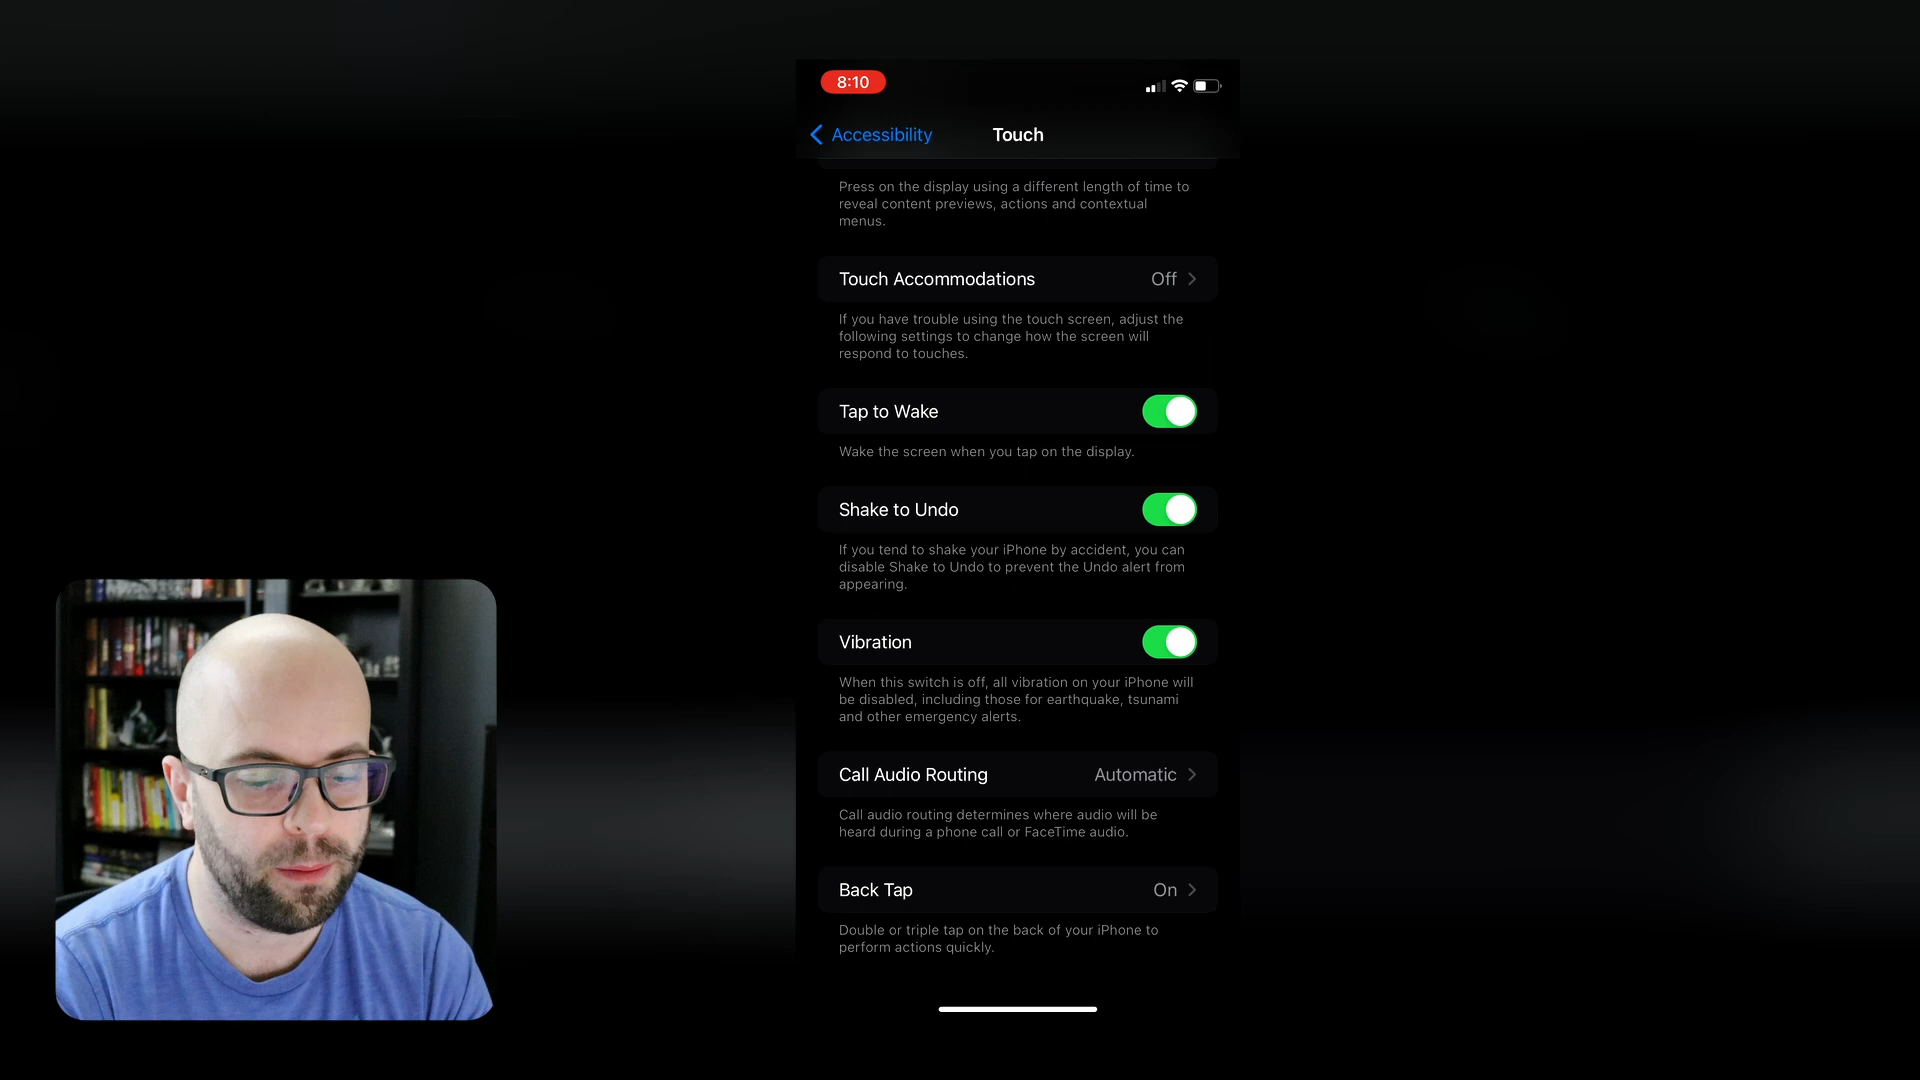 8:10
Accessibility
Touch
Press on the display using a different length of time to
reveal content previews, actions and contextual
menus.
Touch Accommodations
Off
If you have trouble using the touch screen, adjust the
following settings to change how the screen will
respond to touches.
Tap to Wake
Wake the screen when you tap on the display.
Shake to Undo
If you tend to shake your iPhone by accident, you can
disable Shake to Undo to prevent the Undo alert from
appearing.
Vibration
When this switch is off, all vibration on your iPhone will
be disabled, including those for earthquake, tsunami
and other emergency alerts.
Call Audio Routing
Automatic
Call audio routing determines where audio will be
heard during a phone call or FaceTime audio.
Back Tap
On
Double or triple tap on the back of your iPhone to
perform actions quickly.